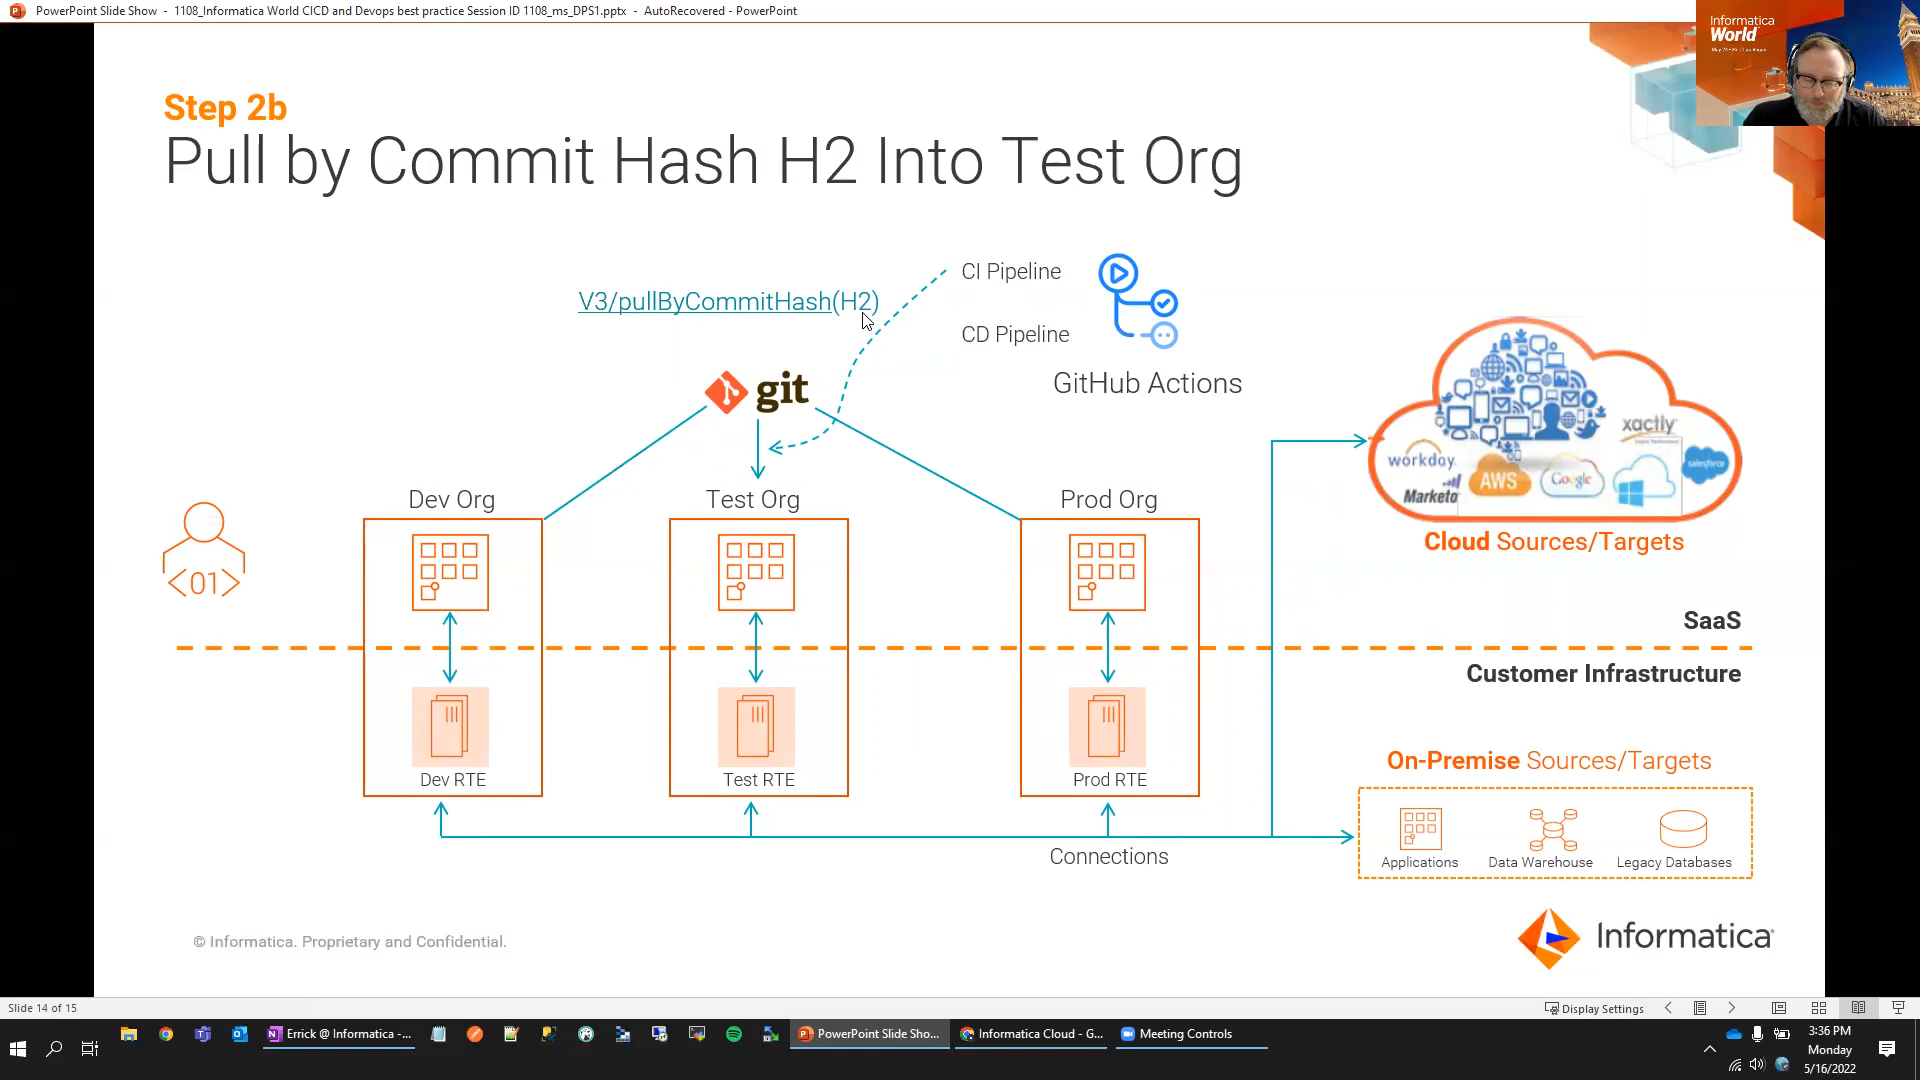 PowerPoint Slide Show - 1108_Informatica World CICD and Devops best practice Session ID 1108_ms_DPS1.pptx - AutoRecovered - PowerPoint
Informatica
World
Step 2b
Pull by Commit Hash H2 Into Test Org
V3/pullByCommitHash(H2)
CI Pipeline
CD Pipeline
GitHub Actions
git
xactly
workday.
Marketo
AWS
Google
salesforce
Cloud Sources/Targets
Dev Org
Test Org
Prod Org
<01>
SaaS
Customer Infrastructure
Dev RTE
Test RTE
Prod RTE
On-Premise Sources/Targets
Applications
Data Warehouse
Legacy Databases
Connections
© Informatica. Proprietary and Confidential.
Informatica
Slide 14 of 15
Display Settings
Errick @ Informatica -...
PowerPoint Slide Sho...
Informatica Cloud - G...
Meeting Controls
3:36 PM
Monday
5/16/2022